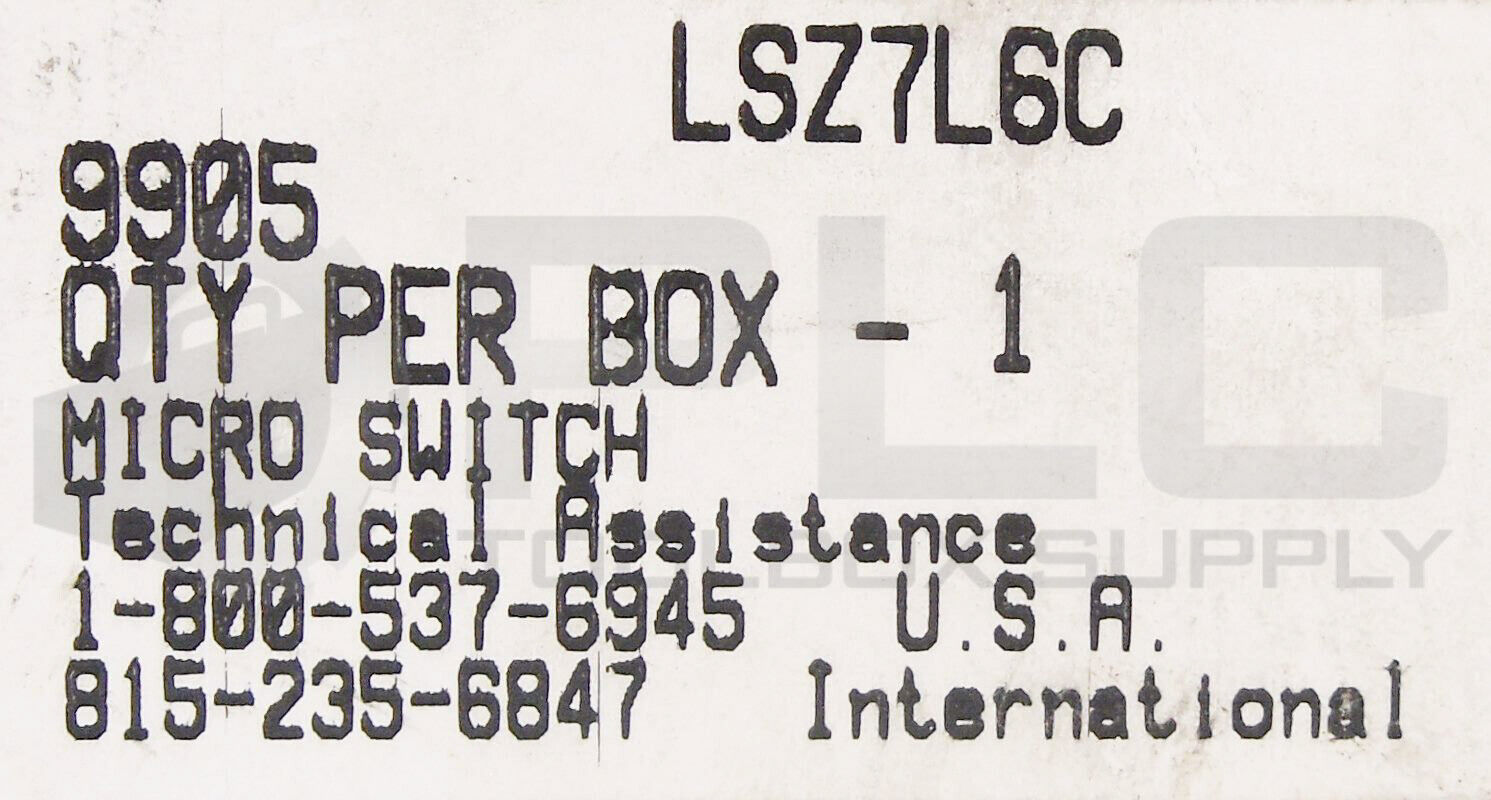 LSZ7L6C
9905
QTY PER BOX - 1
MICRO SWITCH
Technical Assistance
1-800-537-6945 U.S.A.
815-235-6847 International
PLC
TOOLBOX SUPPLY